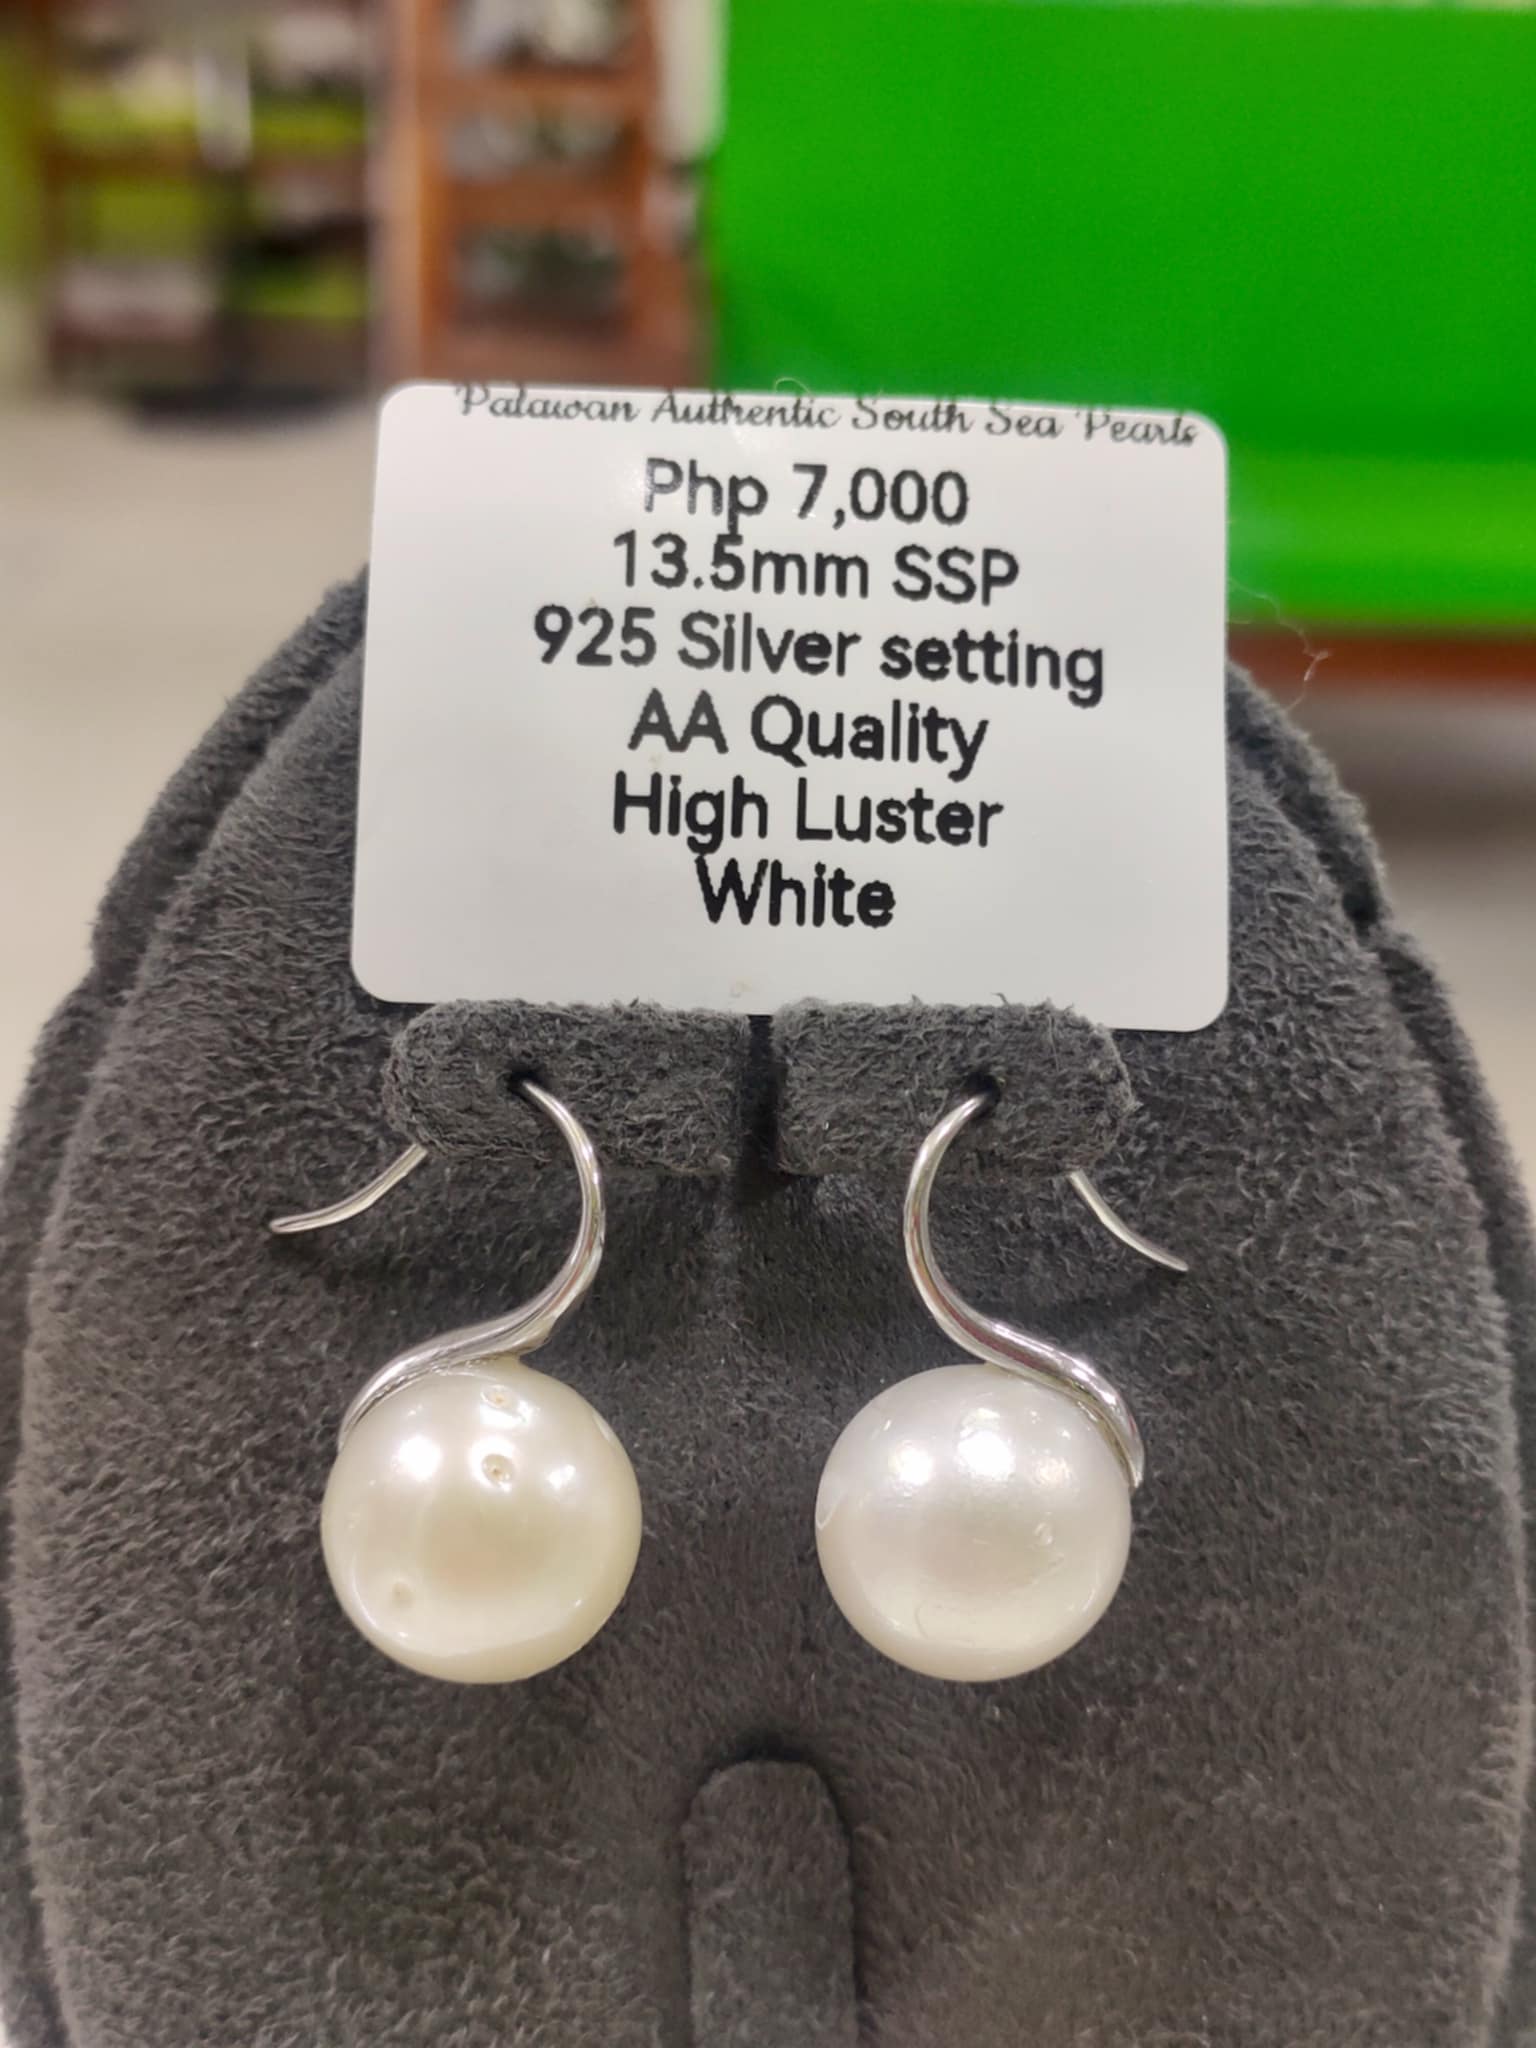 Palawan Authentic South Sea Pearls
Php 7,000
13.5mm SSP
925 Silver setting
AA Quality
High Luster
White